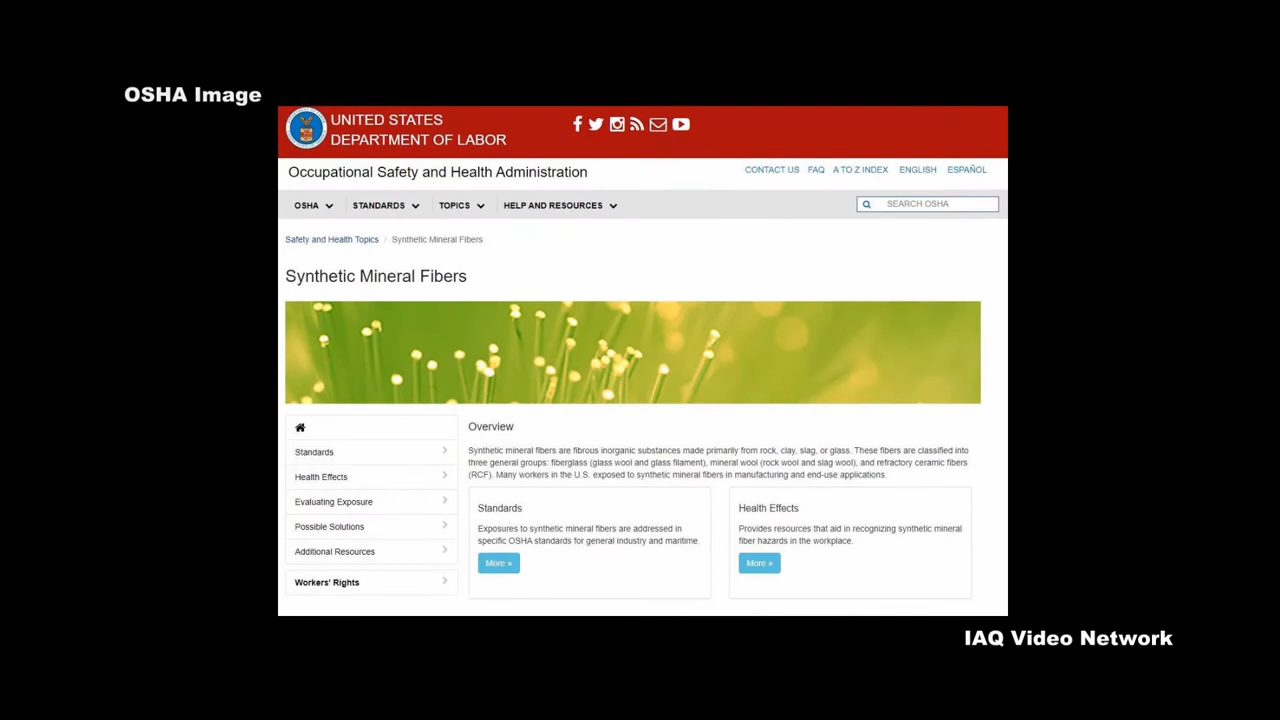 OSHA Image
UNITED STATES
DEPARTMENT OF LABOR
Occupational Safety and Health Administration
CONTACT US FAQ A TO Z INDEX ENGLISH ESPAÑOL
OSHA STANDARDS TOPICS HELP AND RESOURCES
SEARCH OSHA
Safety and Health Topics / Synthetic Mineral Fibers
Synthetic Mineral Fibers
Standards
Health Effects
Evaluating Exposure
Possible Solutions
Additional Resources
Workers' Rights
Overview
Synthetic mineral fibers are fibrous inorganic substances made primarily from rock, clay, slag, or glass. These fibers are classified into
three general groups: fiberglass (glass wool and glass filament), mineral wool (rock wool and slag wool), and refractory ceramic fibers
(RCF). Many workers in the U.S. exposed to synthetic mineral fibers in manufacturing and end-use applications.
Standards
Exposures to synthetic mineral fibers are addressed in
specific OSHA standards for general industry and maritime.
More »
Health Effects
Provides resources that aid in recognizing synthetic mineral
fiber hazards in the workplace.
More »
IAQ Video Network